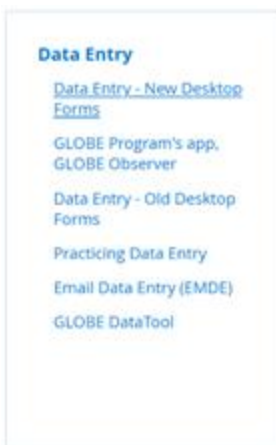 Data Entry
Data Entry - New Desktop
Forms
GLOBE Program's app,
GLOBE Observer
Data Entry - Old Desktop
Forms
Practicing Data Entry
Email Data Entry (EMDE)
GLOBE DataTool